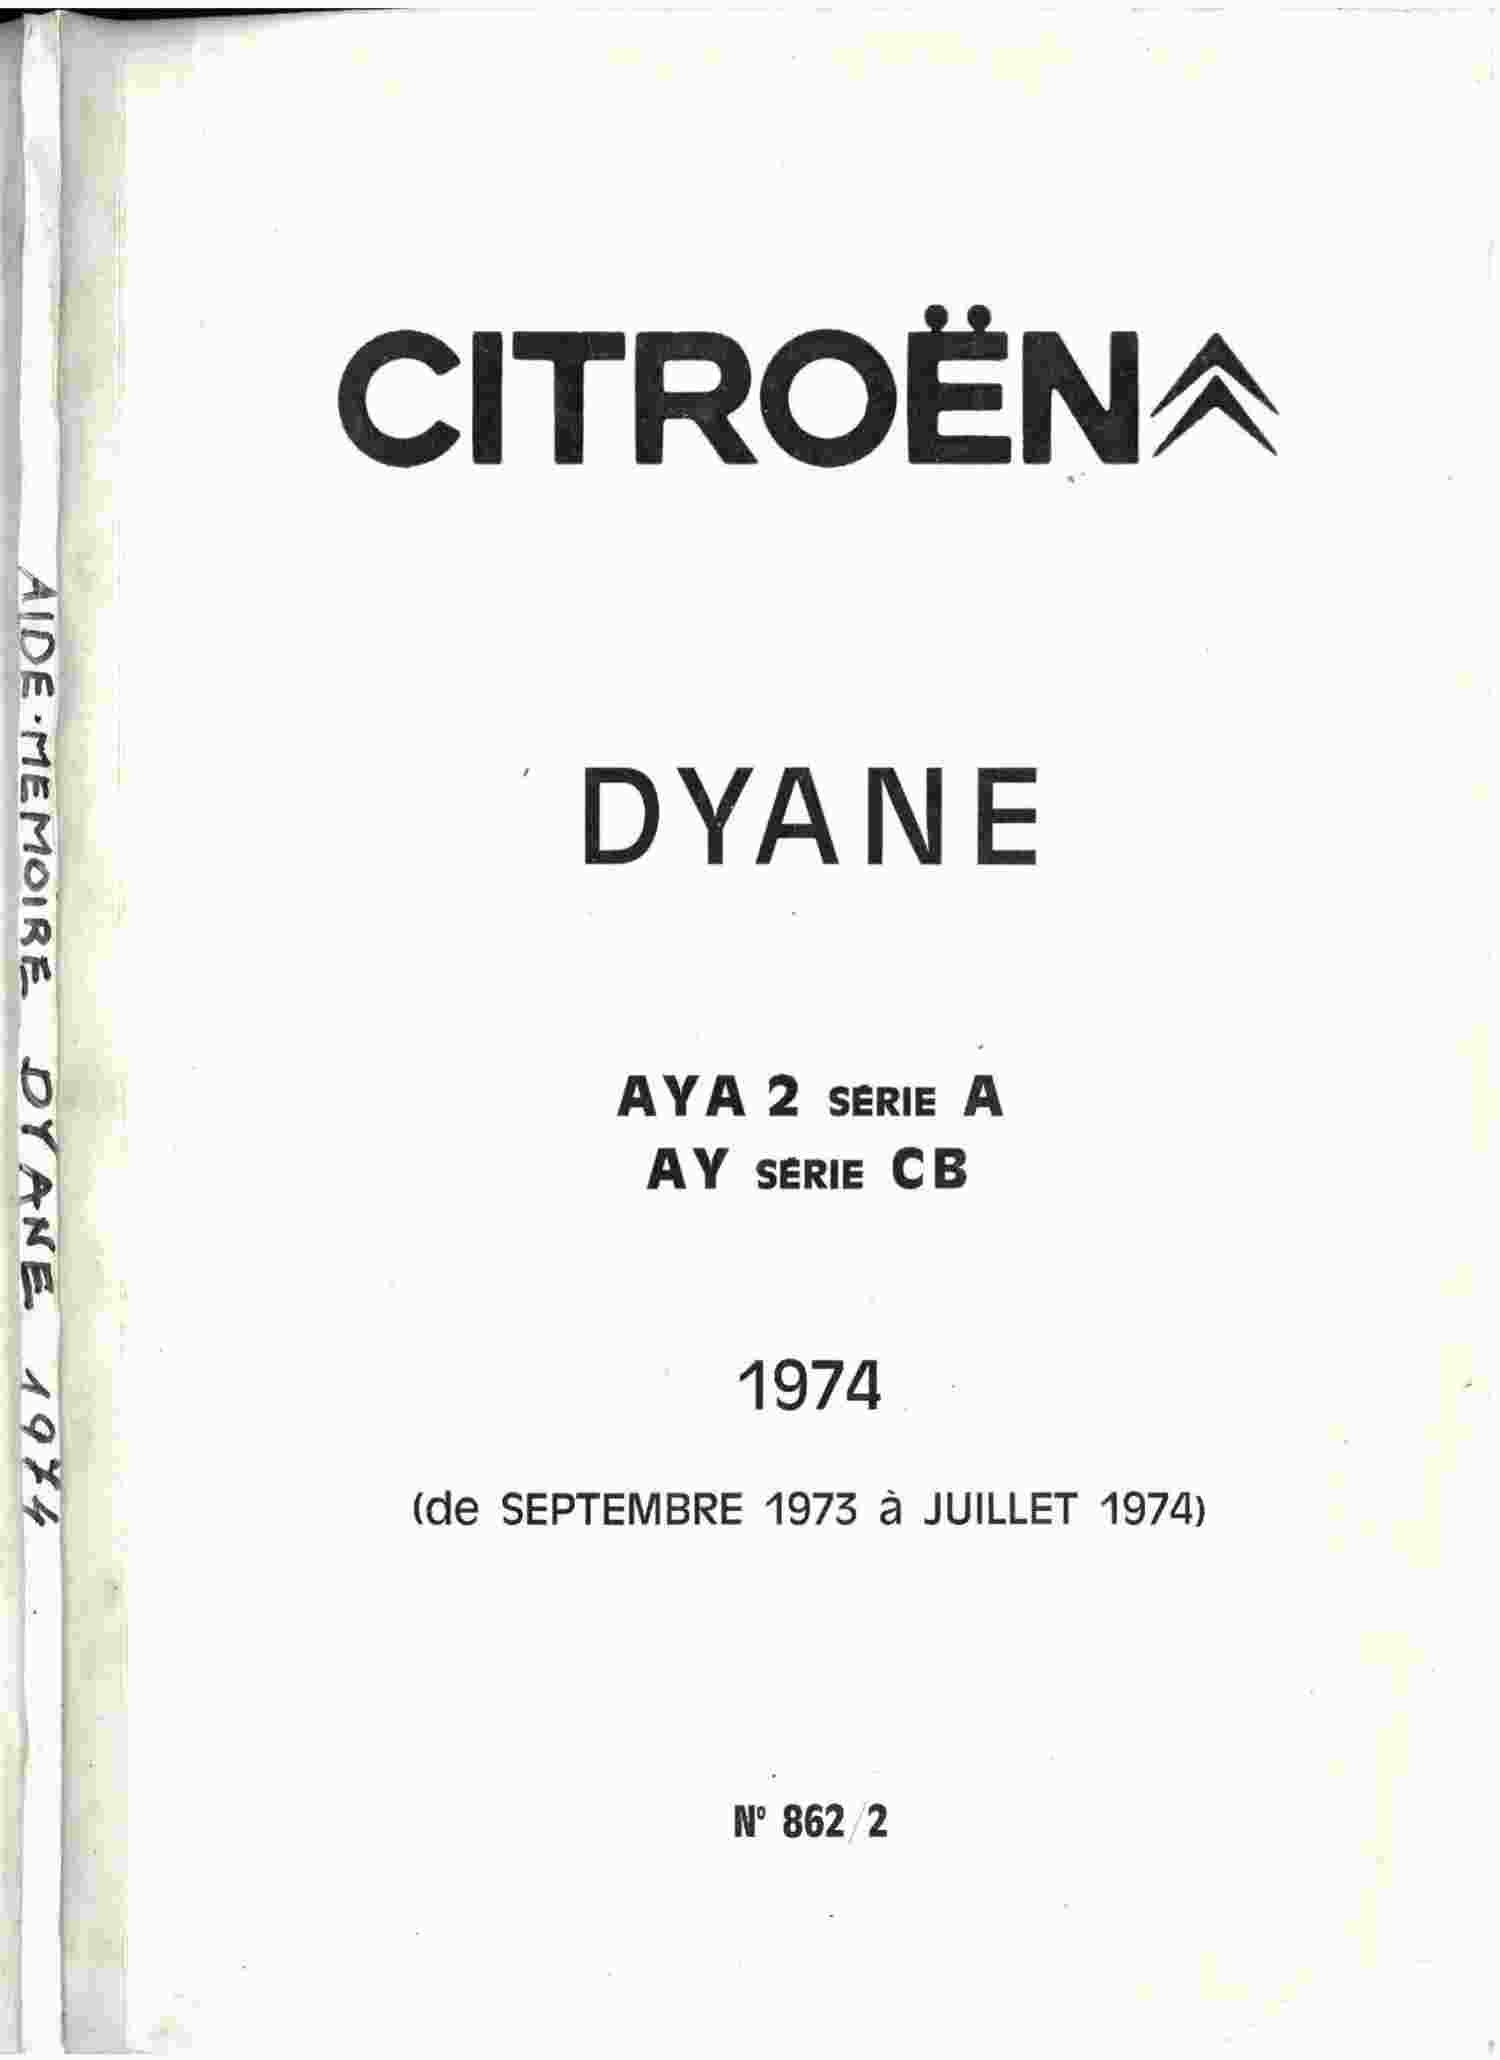 CITROËN
DYANE
AYA 2 SÉRIE A
AY SÉRIE CB
1974
(de SEPTEMBRE 1973 à JUILLET 1974)
N° 862/2
AIDE-MEMOIRE DYANE 1974